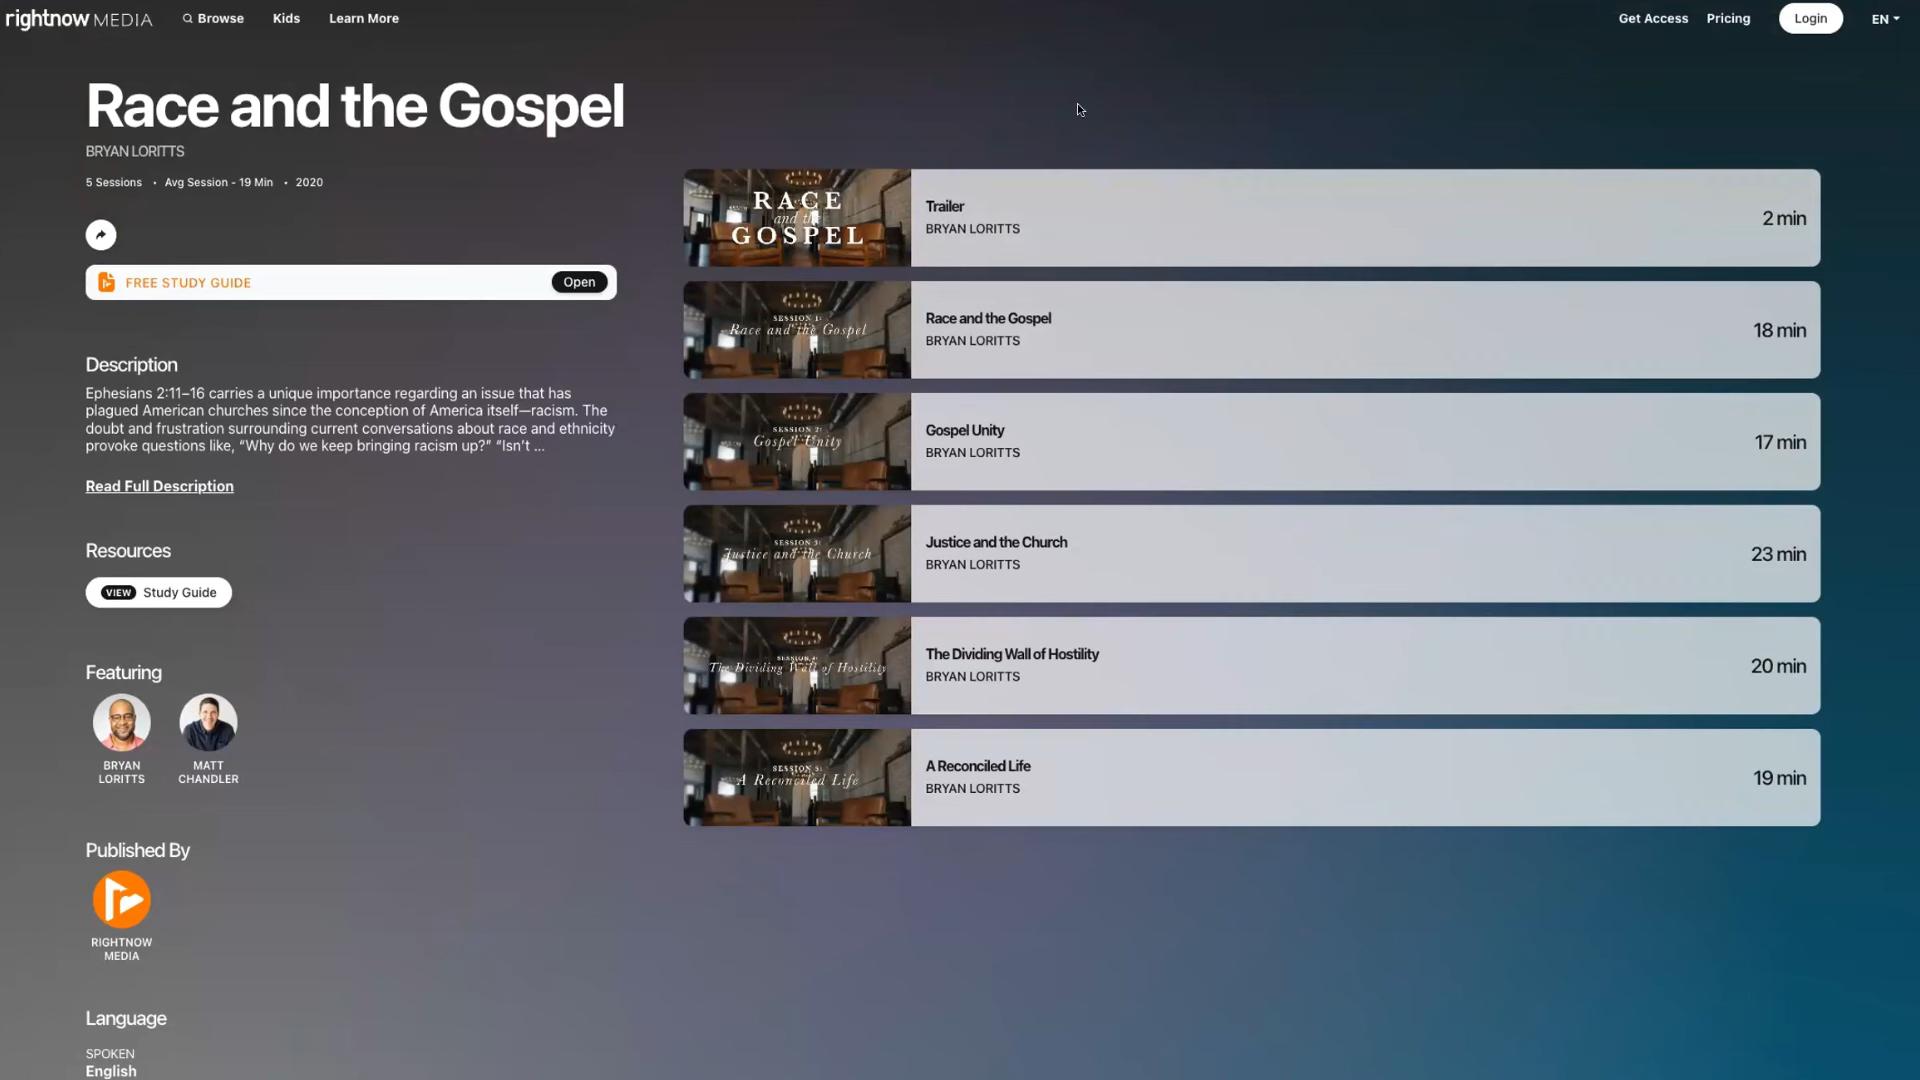 rightnow MEDIA
Browse
Kids
Learn More
Get Access
Pricing
Login
EN
Race and the Gospel
BRYAN LORITTS
5 Sessions • Avg Session - 19 Min • 2020
FREE STUDY GUIDE
Open
Description
Ephesians 2:11–16 carries a unique importance regarding an issue that has
plagued American churches since the conception of America itself—racism. The
doubt and frustration surrounding current conversations about race and ethnicity
provoke questions like, “Why do we keep bringing racism up?” “Isn’t ...
Read Full Description
Resources
VIEW Study Guide
Featuring
BRYAN
LORITTS
MATT
CHANDLER
Published By
RIGHTNOW
MEDIA
Language
SPOKEN
English
RACE
and the
GOSPEL
Trailer
BRYAN LORITTS
2 min
SESSION 1:
Race and the Gospel
Race and the Gospel
BRYAN LORITTS
18 min
SESSION 2:
Gospel Unity
Gospel Unity
BRYAN LORITTS
17 min
SESSION 3:
Justice and the Church
Justice and the Church
BRYAN LORITTS
23 min
SESSION 4:
The Dividing Wall of Hostility
The Dividing Wall of Hostility
BRYAN LORITTS
20 min
SESSION 5:
A Reconciled Life
A Reconciled Life
BRYAN LORITTS
19 min